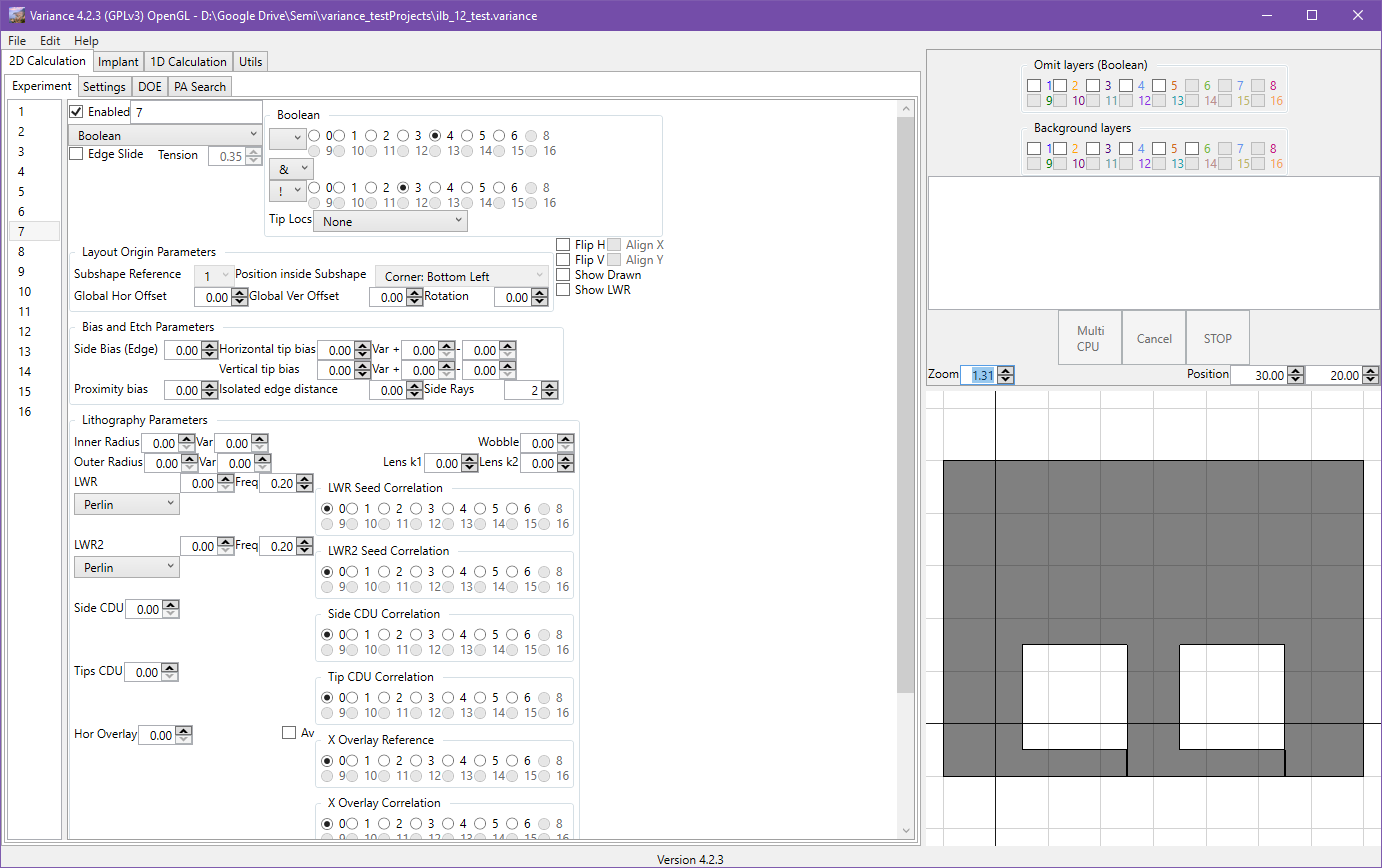 Variance 4.2.3 (GPLv3) OpenGL - D:\Google Drive\Semi\variance_testProjects\ilb_12_test.variance
File Edit Help
2D Calculation Implant 1D Calculation Utils
Experiment Settings DOE PA Search
1
2
3
4
5
6
7
8
9
10
11
12
13
14
15
16
Enabled 7
Boolean
Edge Slide Tension 0.35
Boolean
0 1 2 3 4 5 6 8
9 10 11 12 13 14 15 16
&
! 0 1 2 3 4 5 6 8
9 10 11 12 13 14 15 16
Tip Locs None
Layout Origin Parameters
Subshape Reference 1 Position inside Subshape Corner: Bottom Left
Global Hor Offset 0.00 Global Ver Offset 0.00 Rotation 0.00
Flip H Align X
Flip V Align Y
Show Drawn
Show LWR
Bias and Etch Parameters
Side Bias (Edge) 0.00 Horizontal tip bias 0.00 Var + 0.00 - 0.00
Vertical tip bias 0.00 Var + 0.00 - 0.00
Proximity bias 0.00 Isolated edge distance 0.00 Side Rays 2
Lithography Parameters
Inner Radius 0.00 Var 0.00 Wobble 0.00
Outer Radius 0.00 Var 0.00 Lens k1 0.00 Lens k2 0.00
LWR 0.00 Freq 0.20
Perlin
LWR Seed Correlation
0 1 2 3 4 5 6 8
9 10 11 12 13 14 15 16
LWR2 0.00 Freq 0.20
Perlin
LWR2 Seed Correlation
0 1 2 3 4 5 6 8
9 10 11 12 13 14 15 16
Side CDU 0.00
Side CDU Correlation
0 1 2 3 4 5 6 8
9 10 11 12 13 14 15 16
Tips CDU 0.00
Tip CDU Correlation
0 1 2 3 4 5 6 8
9 10 11 12 13 14 15 16
Hor Overlay 0.00 Av
X Overlay Reference
0 1 2 3 4 5 6 8
9 10 11 12 13 14 15 16
X Overlay Correlation
0 1 2 3 4 5 6 8
9 10 11 12 13 14 15 16
Omit layers (Boolean)
1 2 3 4 5 6 7 8
9 10 11 12 13 14 15 16
Background layers
1 2 3 4 5 6 7 8
9 10 11 12 13 14 15 16
Multi CPU
Cancel
STOP
Zoom 1.31 Position 30.00 20.00
Version 4.2.3